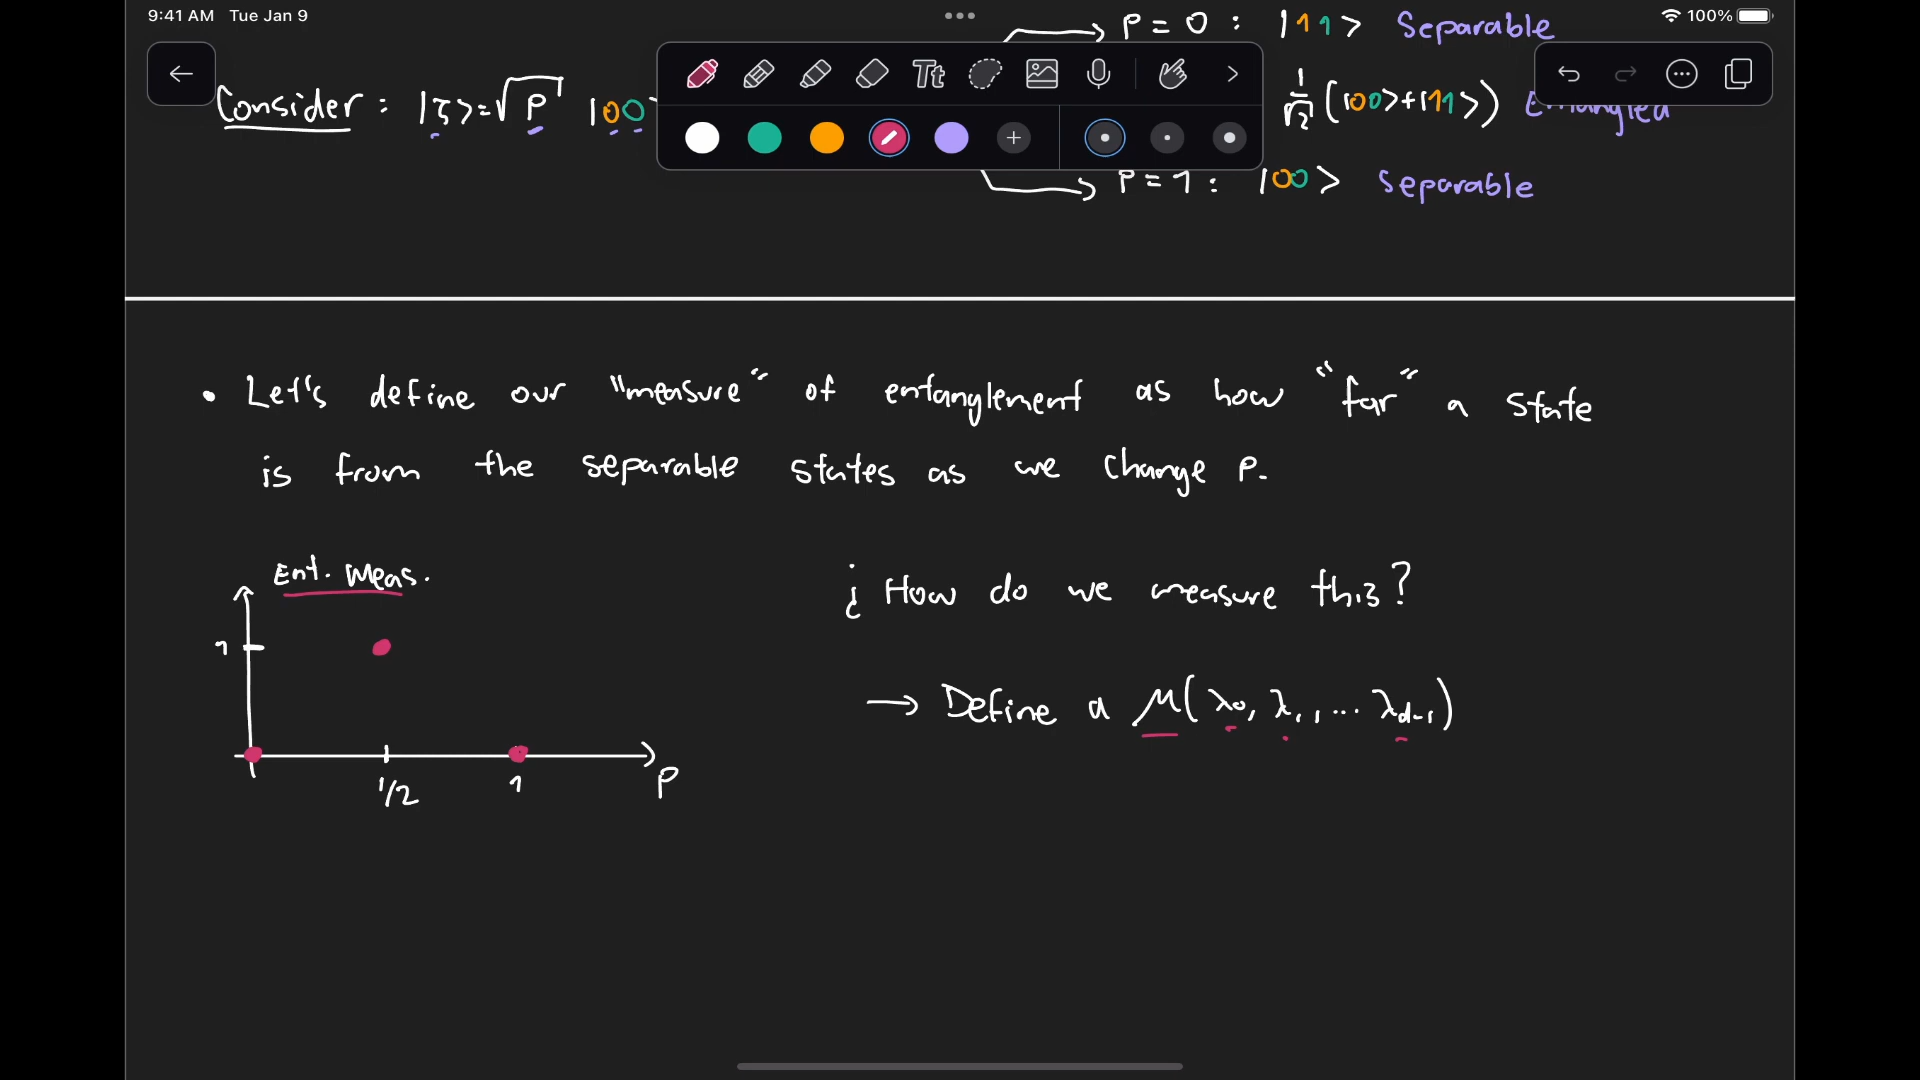 9:41 AM Tue Jan 9
100%
P = 0 : |11> Separable
Consider : |ζ> = √P |00
1/√2 (|00>+|11>) Entangled
P = 1 : |00> Separable
Tt
• Let's define our "measure" of entanglement as how "far" a state
is from the separable states as we change P.
Ent. Meas.
1
1/2
1
P
¿ How do we measure this?
→ Define a μ(λ0, λ1, ... λd-1)